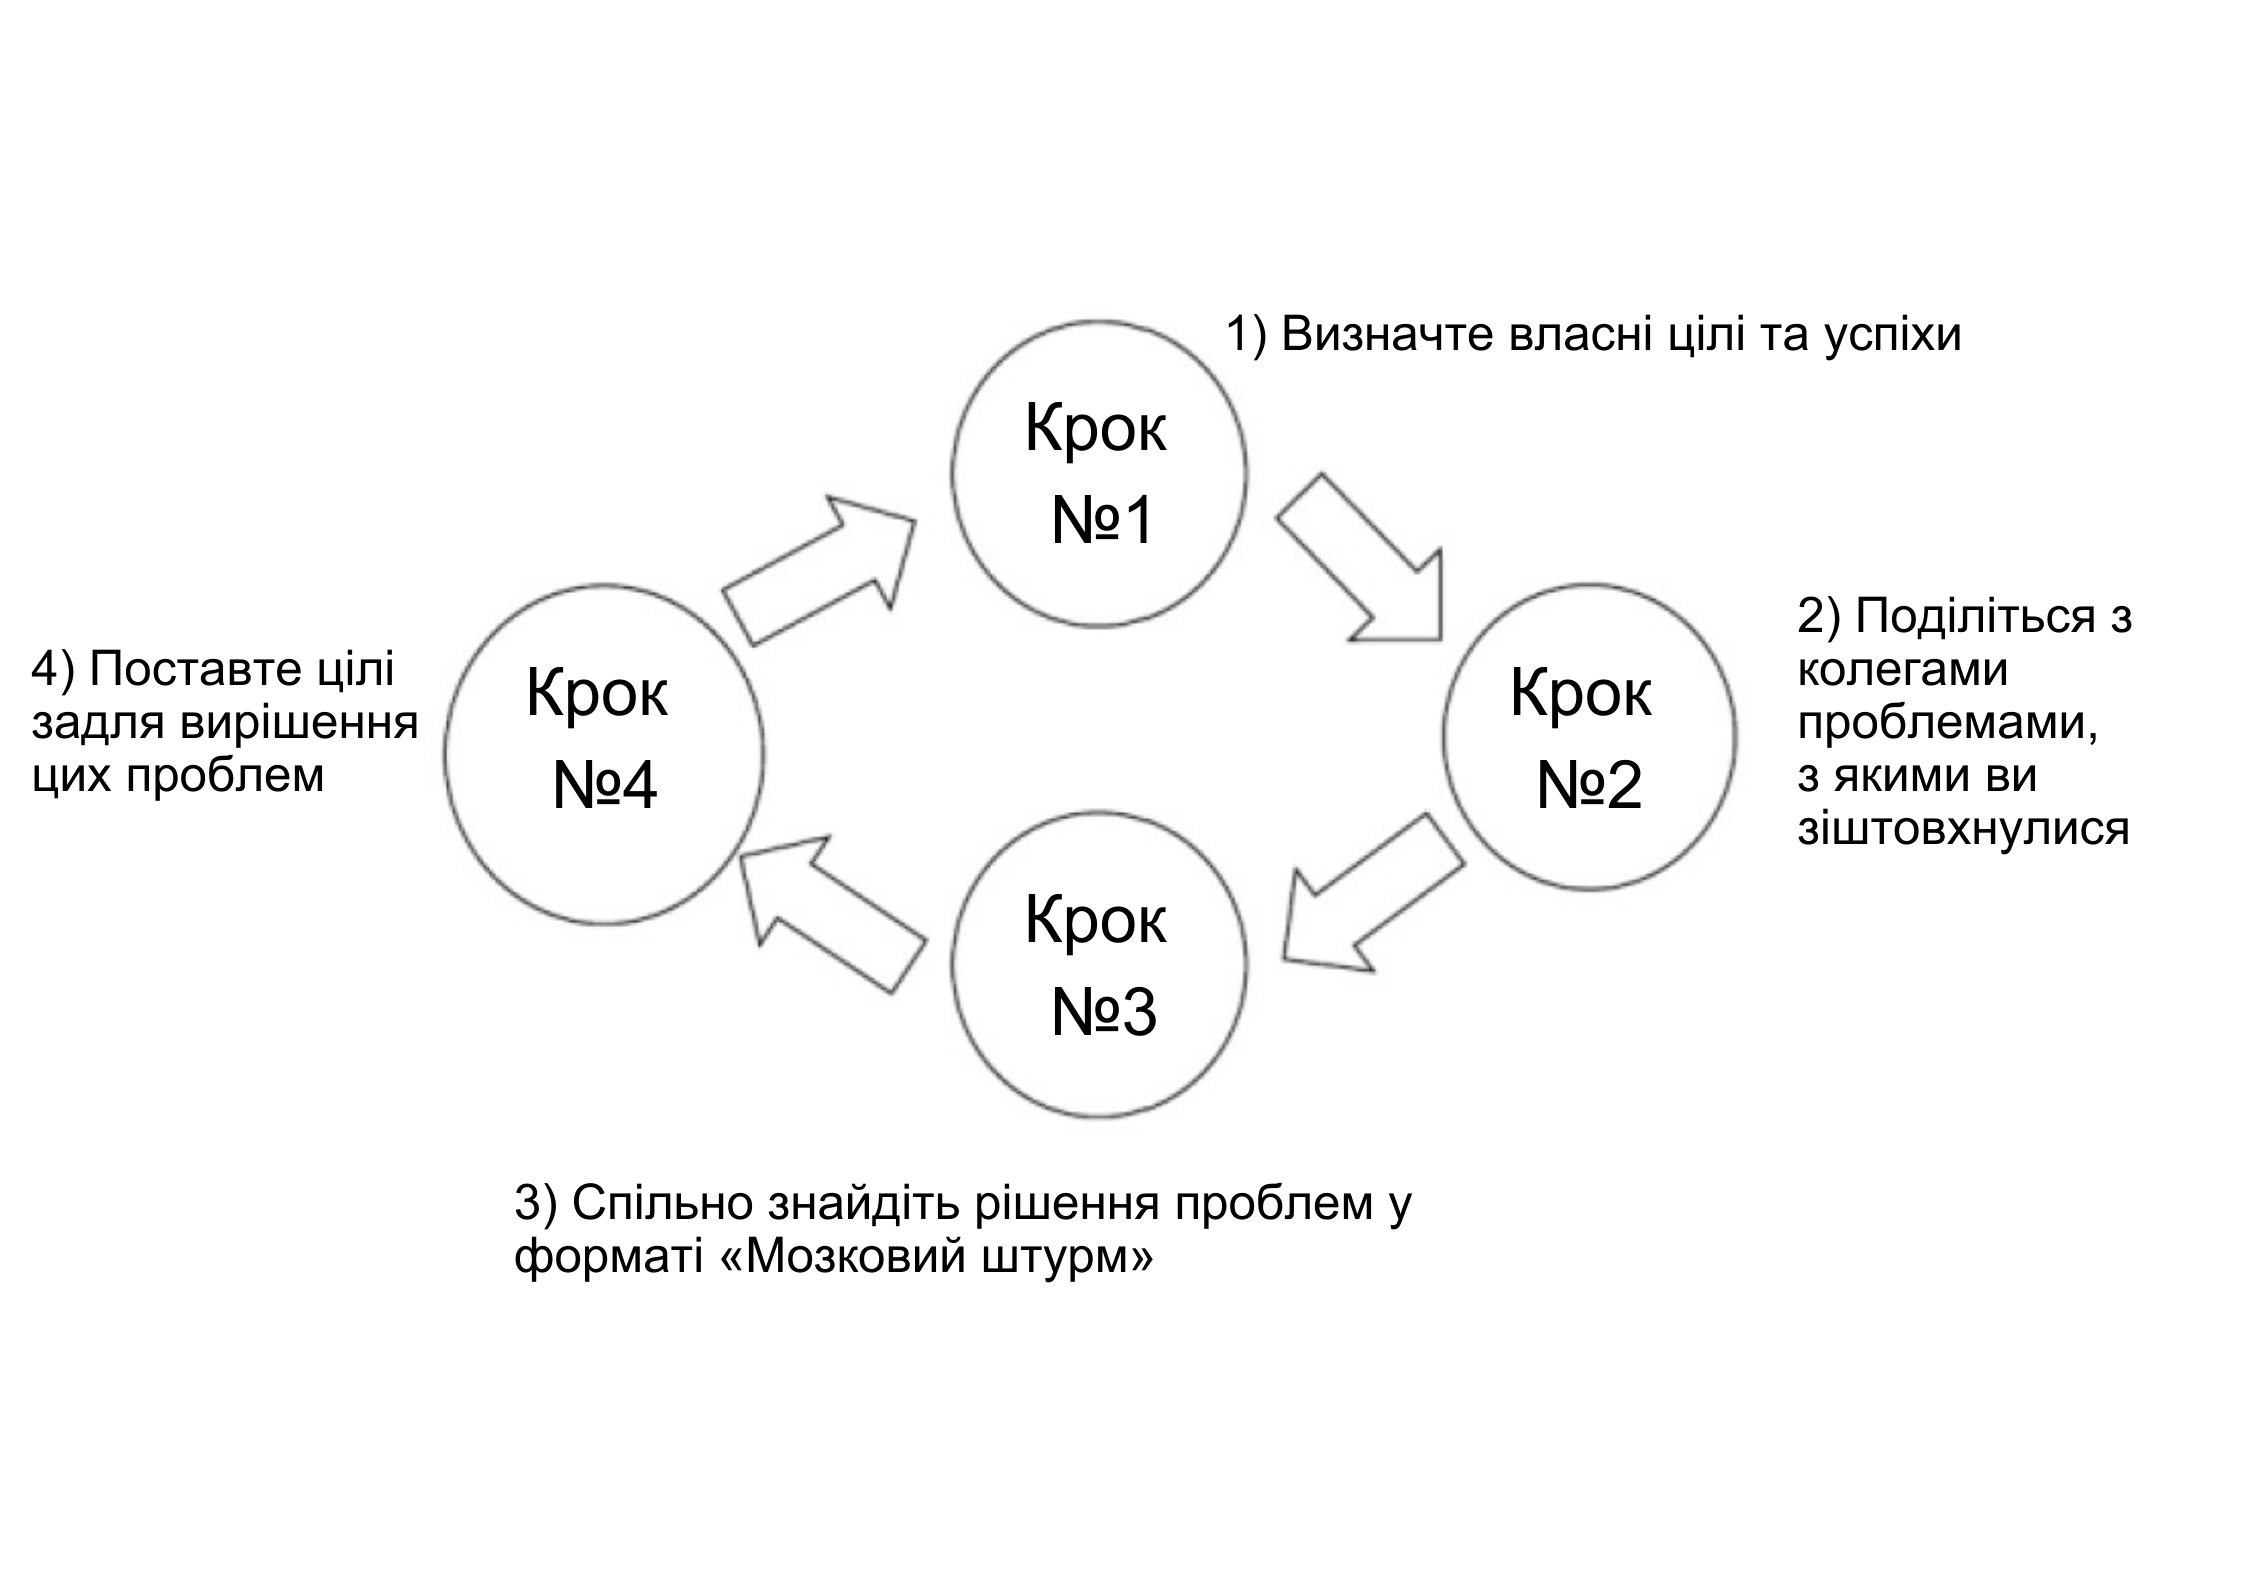 1) Визначте власні цілі та успіхи
Крок
№1
2) Поділіться з
колегами
проблемами,
з якими ви
зіштовхнулися
Крок
№2
4) Поставте цілі
задля вирішення
цих проблем
Крок
№4
Крок
№3
3) Спільно знайдіть рішення проблем у
форматі «Мозковий штурм»